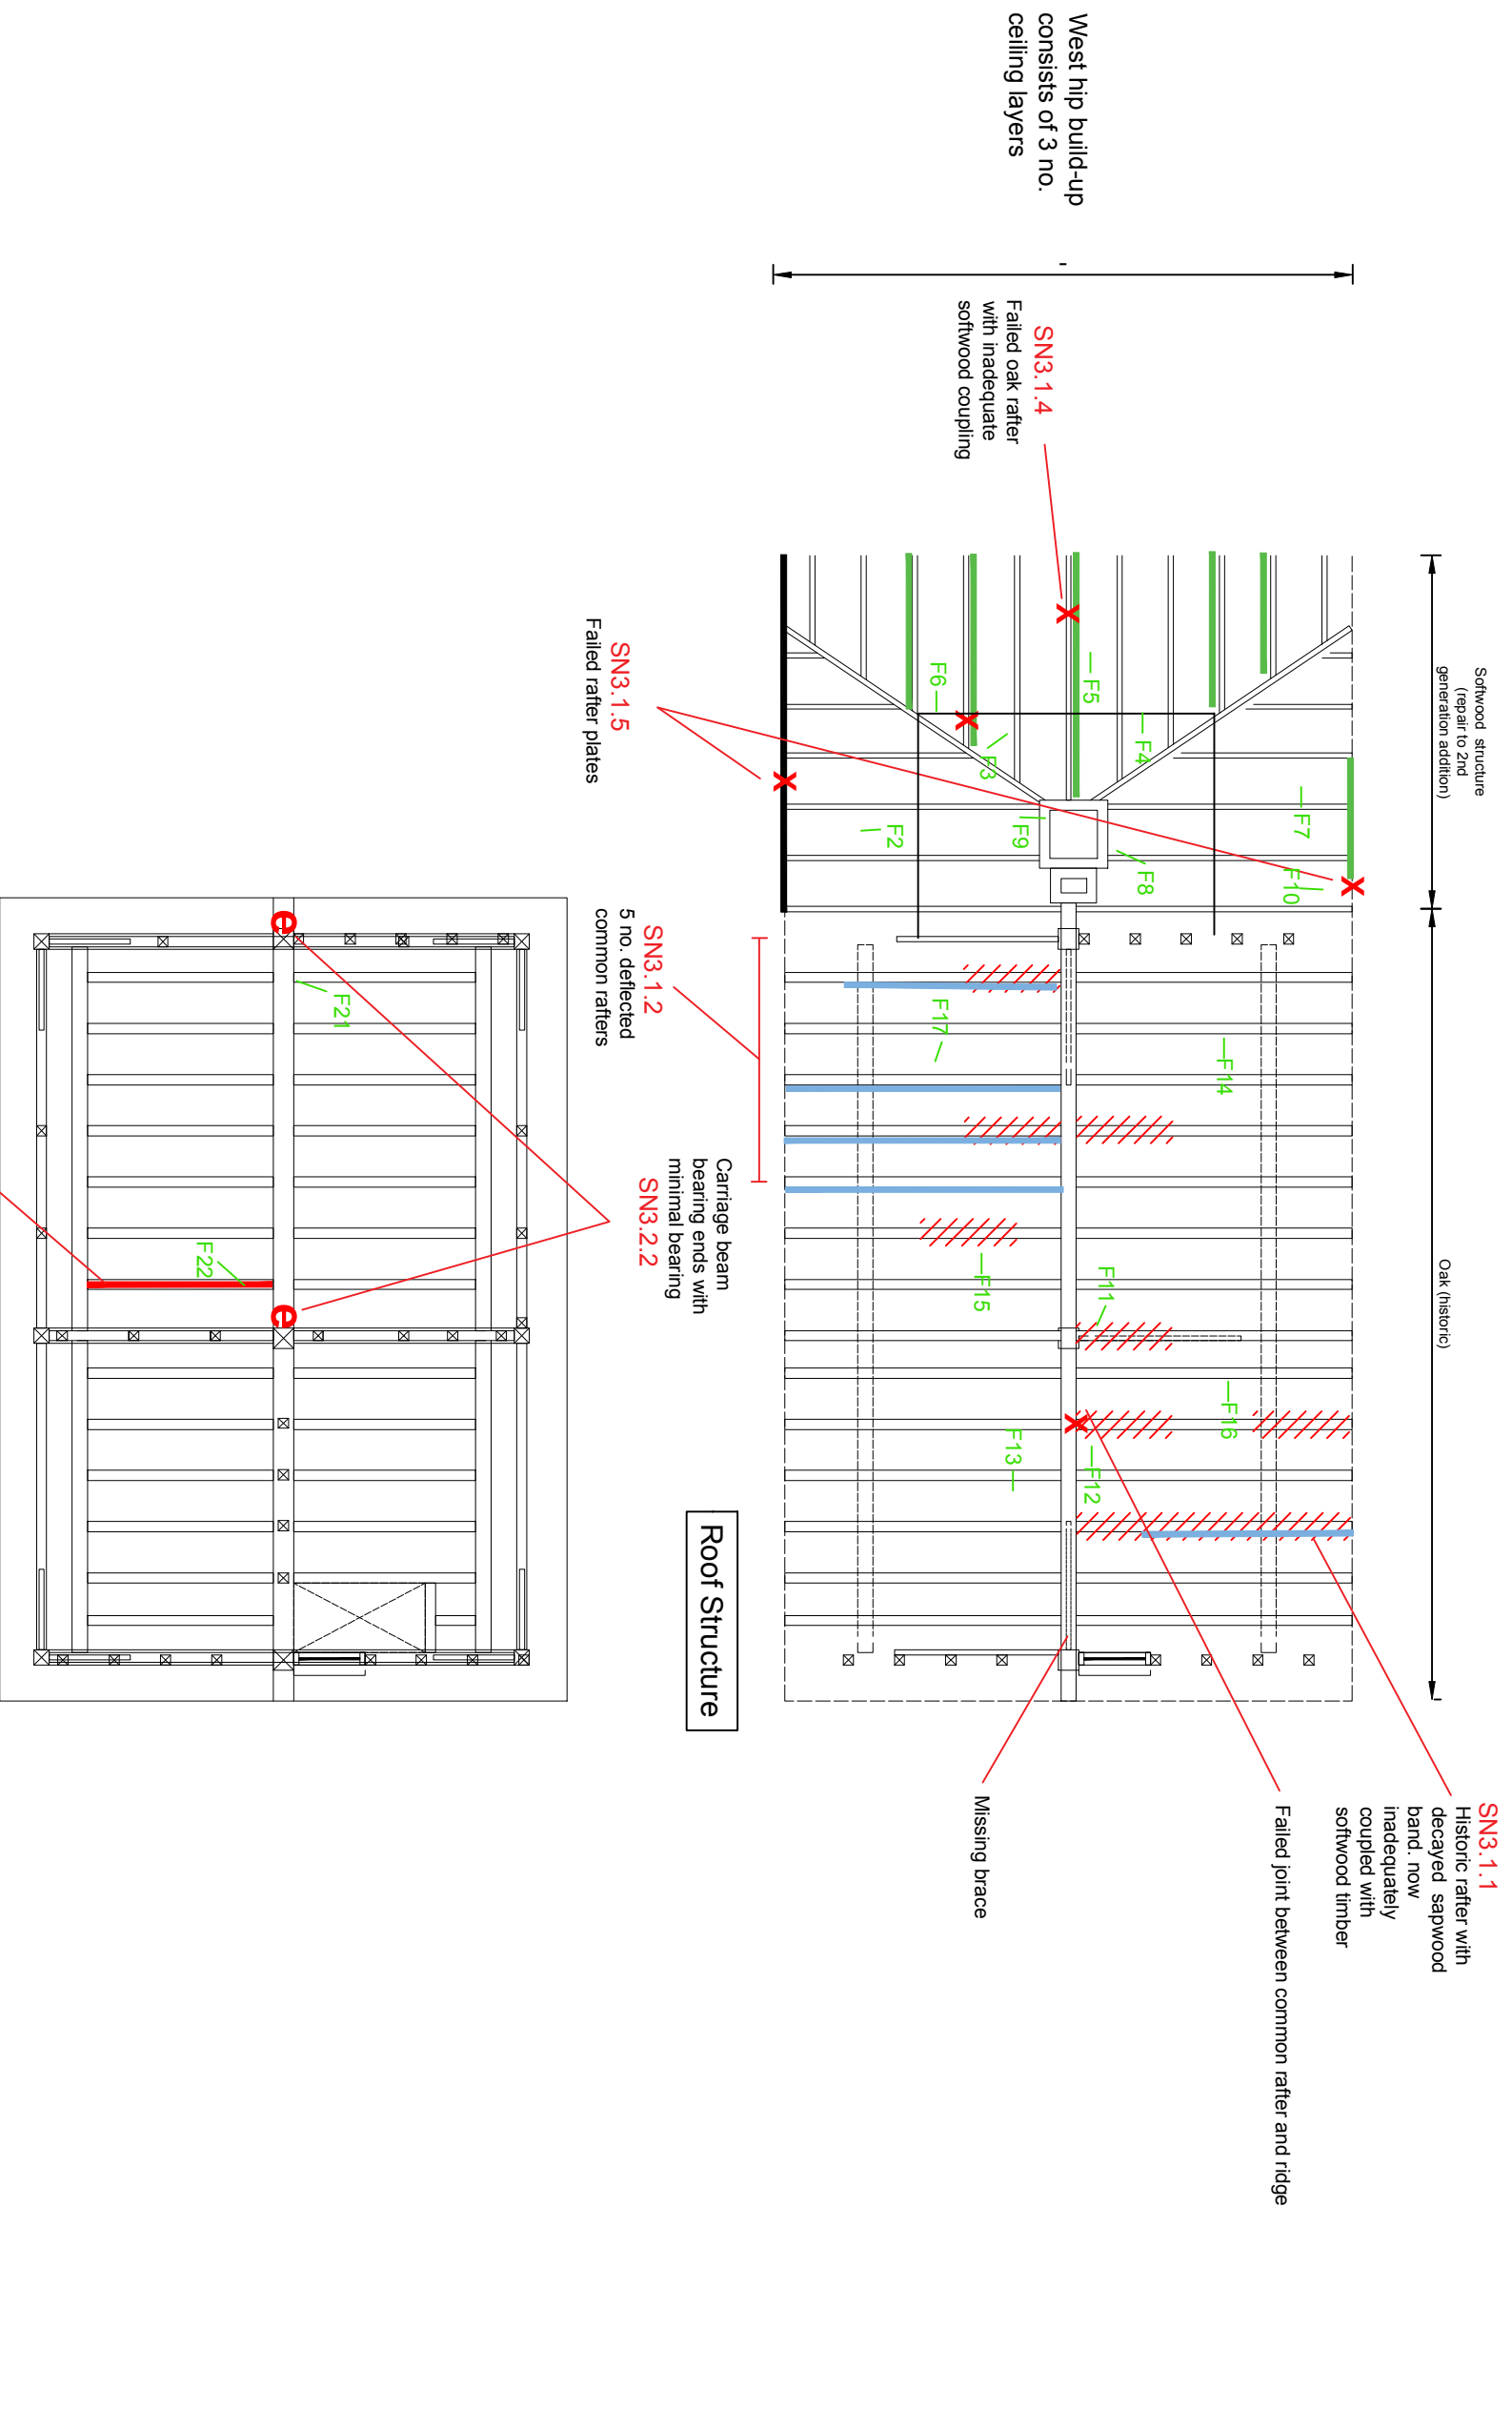 Softwood  structure
(repair to 2nd
generation addition)
Oak (historic)
SN3.1.1
Historic rafter with
decayed  sapwood
band. now
inadequately
coupled with
softwood timber
Failed joint between common rafter and ridge
Missing brace
West hip build-up
consists of 3 no.
ceiling layers
-
SN3.1.4
Failed oak rafter
with inadequate
softwood coupling
X
X
X
X
X
F7
F10
F4
F8
F5
F9
F3
F6
F2
F14
F16
F11
F12
F13
F15
F17
SN3.1.5
Failed rafter plates
SN3.1.2
5 no. deflected
common rafters
Carriage beam
bearing ends with
minimal bearing
SN3.2.2
Roof Structure
e
e
F21
F22